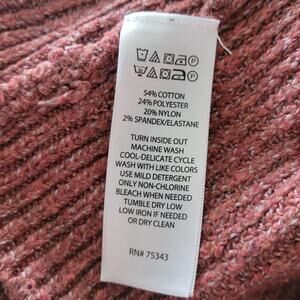 54% COTTON
24% POLYESTER
20% NYLON
2% SPANDEX/ELASTANE
TURN INSIDE OUT
MACHINE WASH
COOL-DELICATE CYCLE
WASH WITH LIKE COLORS
USE MILD DETERGENT
ONLY NON-CHLORINE
BLEACH WHEN NEEDED
TUMBLE DRY LOW
LOW IRON IF NEEDED
OR DRY CLEAN
RN# 75343